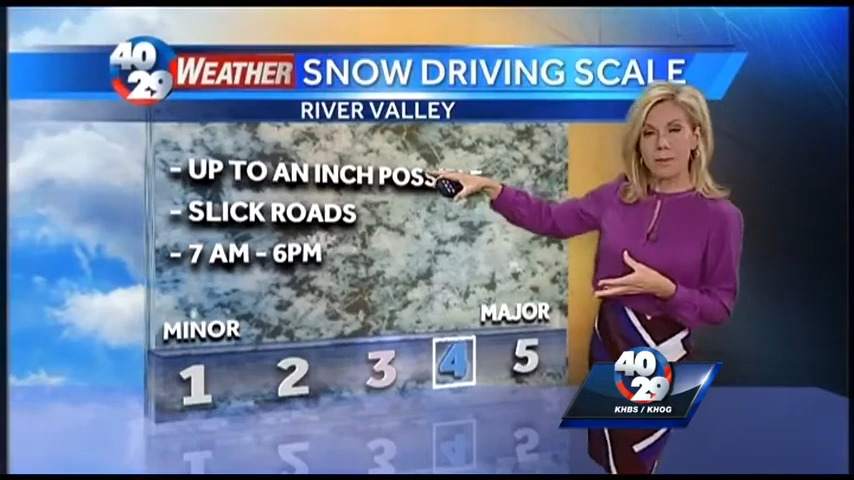 40 29 WEATHER SNOW DRIVING SCALE
RIVER VALLEY
- UP TO AN INCH
- SLICK ROADS
- 7 AM - 6PM
MINOR MAJOR
1 2 3 4 5
40
29
KHBS / KHOG